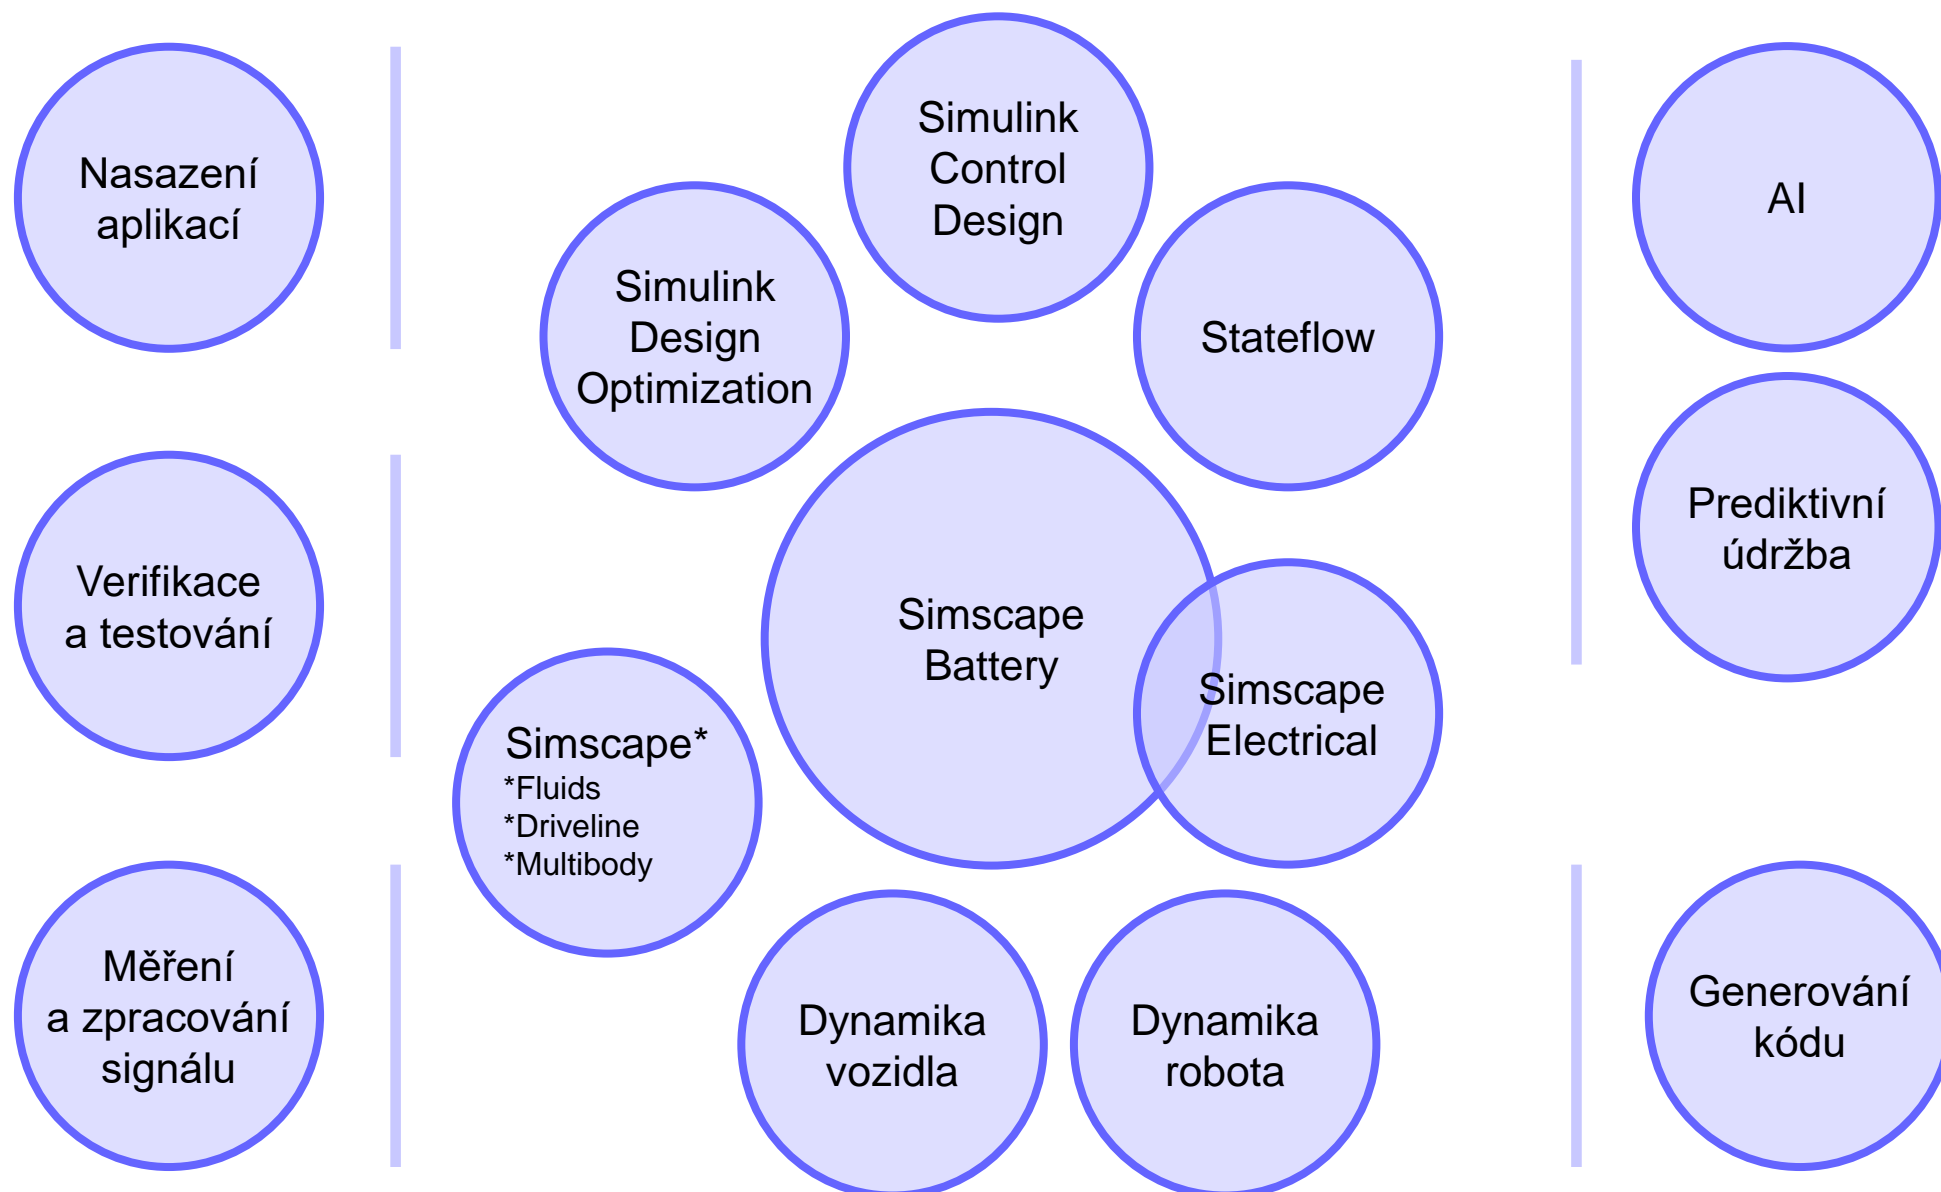 Nasazení
aplikací
Verifikace
a testování
Měření
a zpracování
signálu
Simulink
Control
Design
Simulink
Design
Optimization
Stateflow
Simscape
Battery
Simscape
Electrical
Simscape*
*Fluids
*Driveline
*Multibody
Dynamika
vozidla
Dynamika
robota
AI
Prediktivní
údržba
Generování
kódu